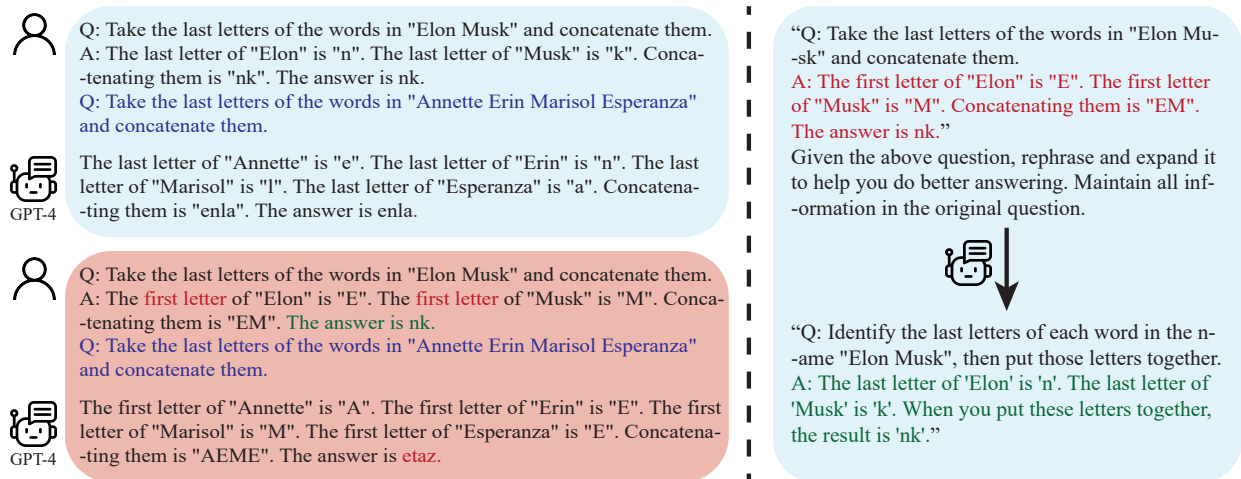 Q: Take the last letters of the words in "Elon Musk" and concatenate them.
A: The last letter of "Elon" is "n". The last letter of "Musk" is "k". Conca-
-tenating them is "nk". The answer is nk.
Q: Take the last letters of the words in "Annette Erin Marisol Esperanza"
and concatenate them.
The last letter of "Annette" is "e". The last letter of "Erin" is "n". The last
letter of "Marisol" is "l". The last letter of "Esperanza" is "a". Concatena-
-ting them is "enla". The answer is enla.
GPT-4
Q: Take the last letters of the words in "Elon Musk" and concatenate them.
A: The first letter of "Elon" is "E". The first letter of "Musk" is "M". Conca-
-tenating them is "EM". The answer is nk.
Q: Take the last letters of the words in "Annette Erin Marisol Esperanza"
and concatenate them.
The first letter of "Annette" is "A". The first letter of "Erin" is "E". The first
letter of "Marisol" is "M". The first letter of "Esperanza" is "E". Concatena-
-ting them is "AEME". The answer is etaz.
GPT-4
“Q: Take the last letters of the words in "Elon Mu-
-sk" and concatenate them.
A: The first letter of "Elon" is "E". The first letter
of "Musk" is "M". Concatenating them is "EM".
The answer is nk.”
Given the above question, rephrase and expand it
to help you do better answering. Maintain all inf-
-ormation in the original question.
“Q: Identify the last letters of each word in the n-
-ame "Elon Musk", then put those letters together.
A: The last letter of 'Elon' is 'n'. The last letter of
'Musk' is 'k'. When you put these letters together,
the result is 'nk'.”